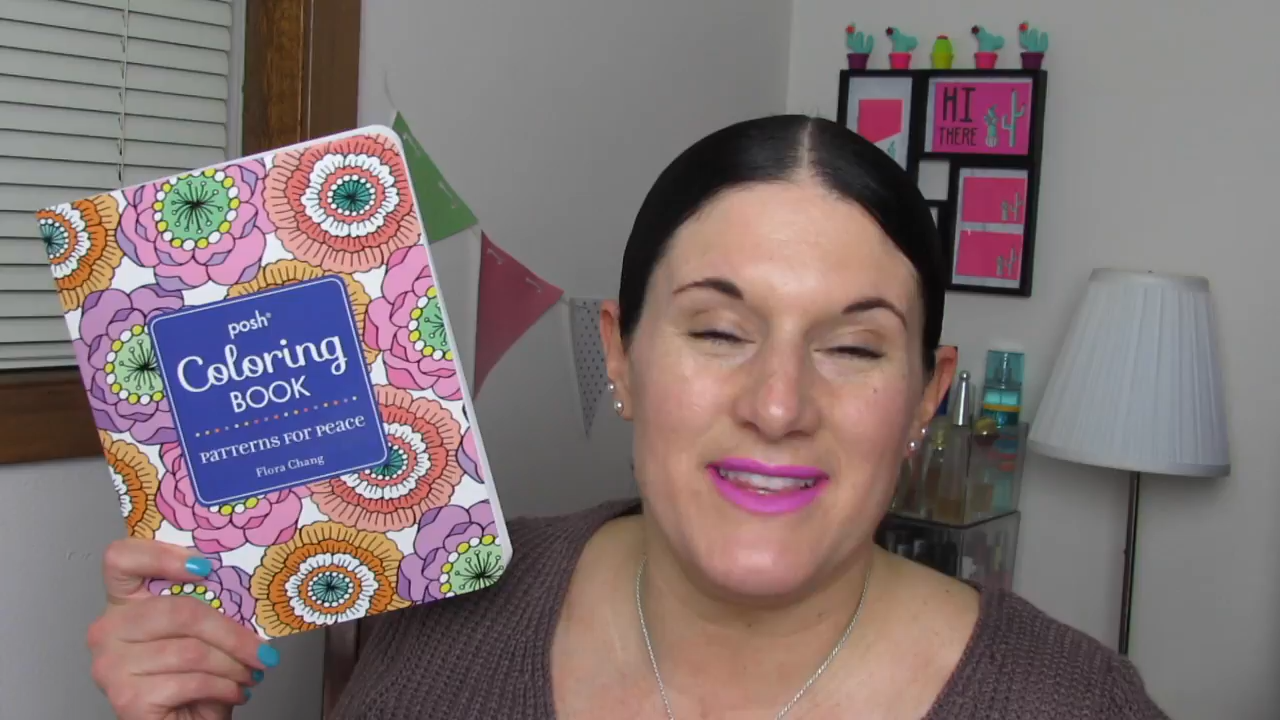 posh®
Coloring
BOOK
PATTERNS FOR PEACE
Flora Chang
HI
THERE